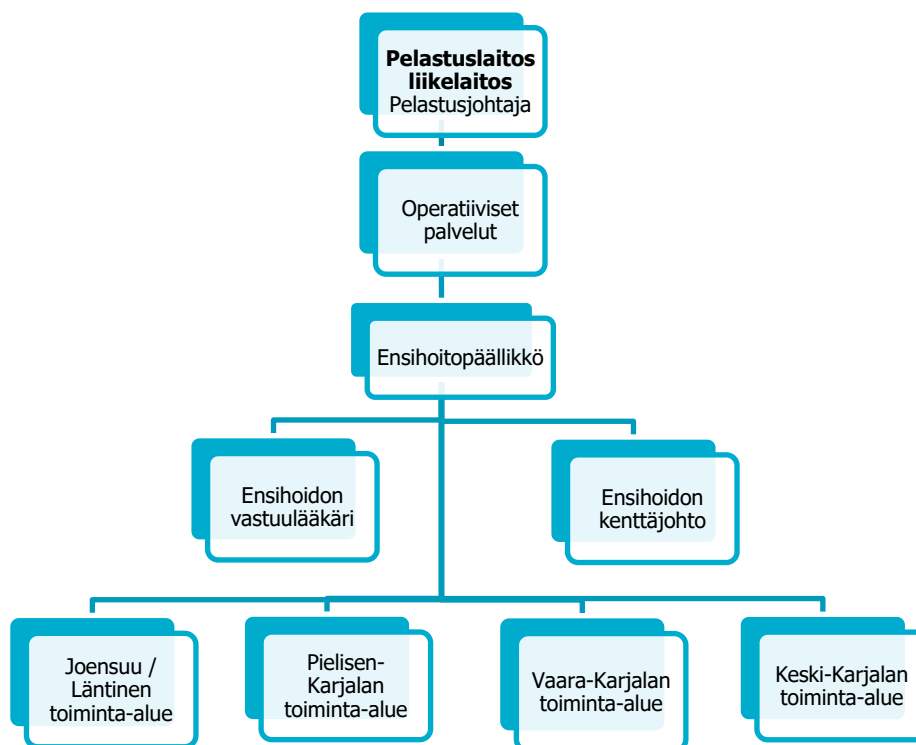 Pelastuslaitos
liikelaitos
Pelastusjohtaja
Operatiiviset
palvelut
Ensihoitopäällikkö
Ensihoidon
vastuulääkäri
Ensihoidon
kenttäjohto
Joensuu /
Läntinen
toiminta-alue
Pielisen-
Karjalan
toiminta-alue
Vaara-Karjalan
toiminta-alue
Keski-Karjalan
toiminta-alue